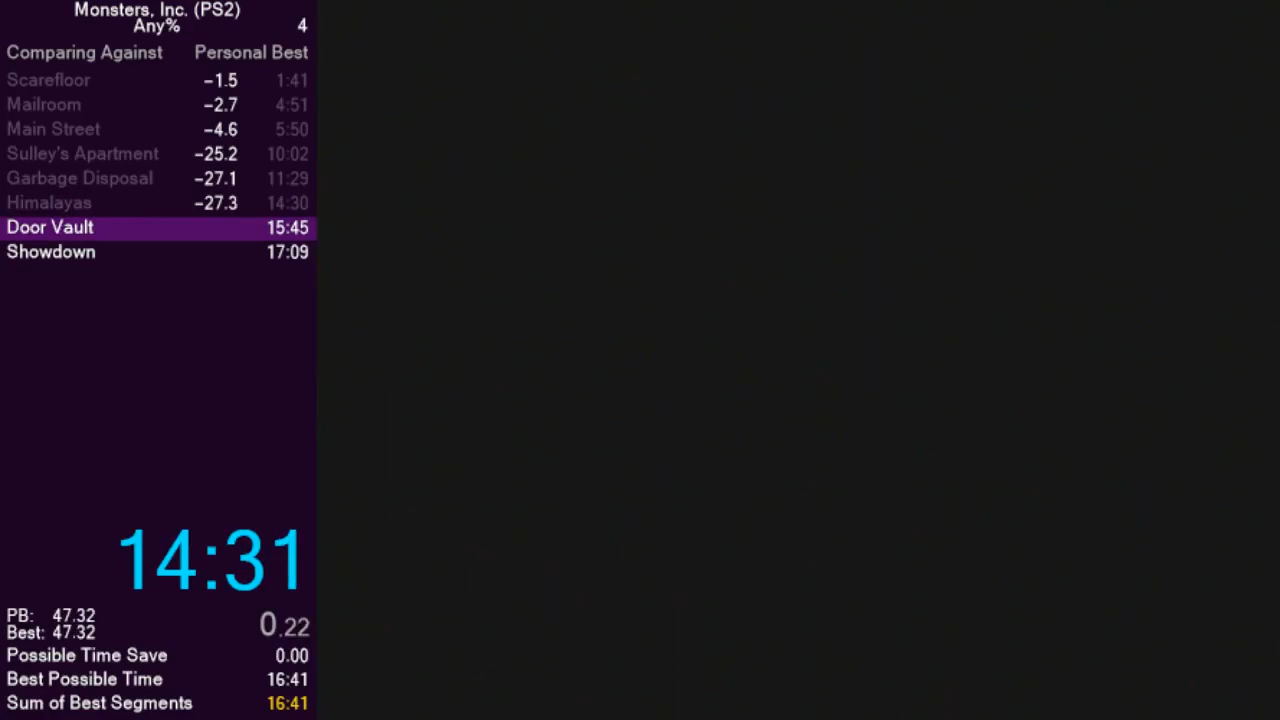 Monsters, Inc. (PS2)
Any% 4
Comparing Against Personal Best
Scarefloor −1.5 1:41
Mailroom −2.7 4:51
Main Street −4.6 5:50
Sulley's Apartment −25.2 10:02
Garbage Disposal −27.1 11:29
Himalayas −27.3 14:30
Door Vault 15:45
Showdown 17:09
14:31
PB: 47.32
Best: 47.32
0.22
Possible Time Save 0.00
Best Possible Time 16:41
Sum of Best Segments 16:41